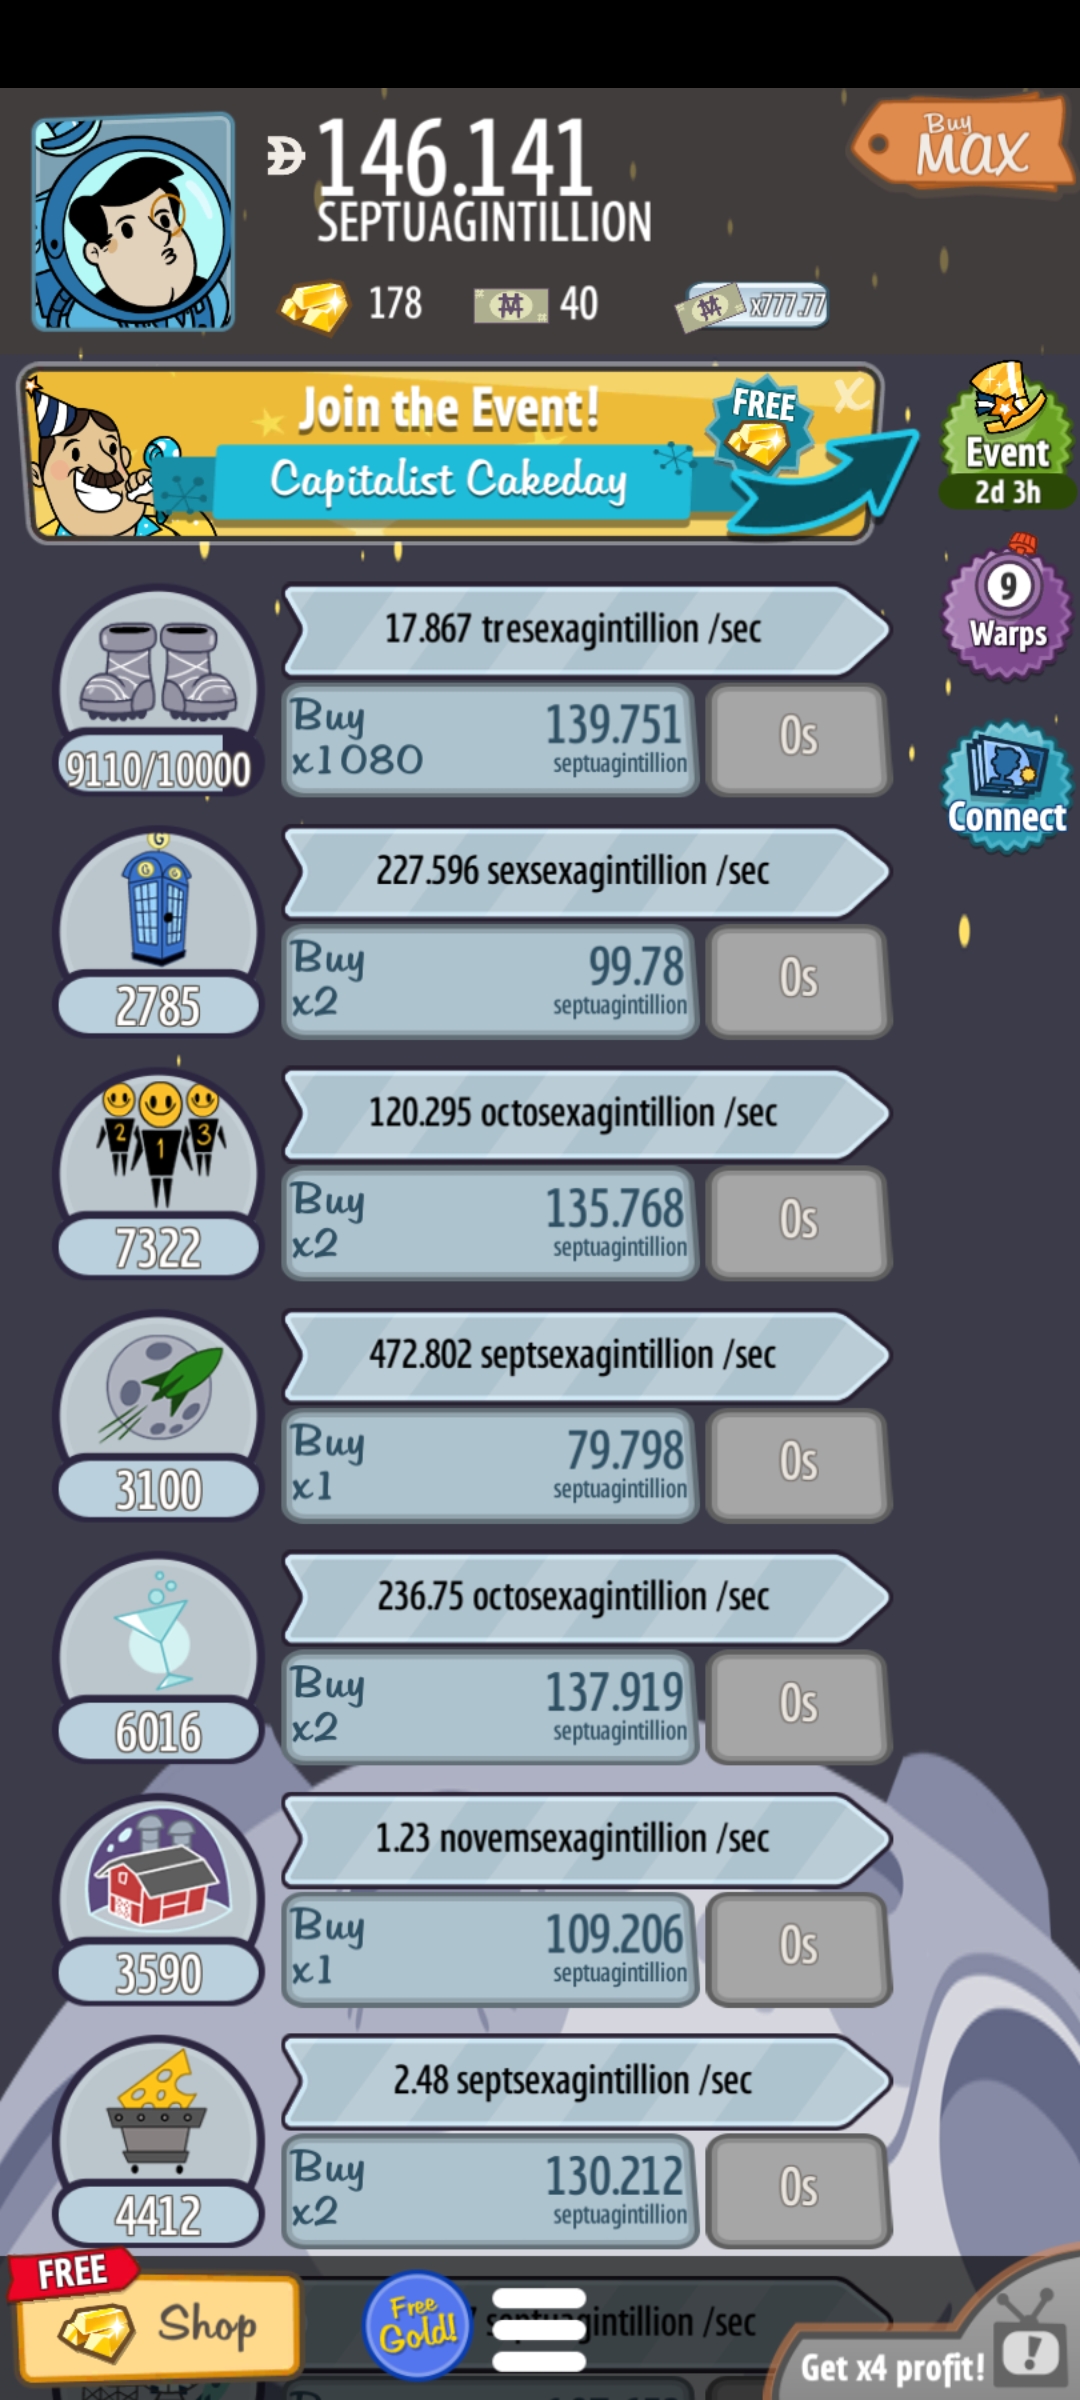 146.141
SEPTUAGINTILLION
Buy
MAX
178
40
x777.77
Join the Event!
Capitalist Cakeday
FREE
x
Event
2d 3h
9
Warps
Connect
17.867 tresexagintillion /sec
9110/10000
Buy
x1080
139.751
septuagintillion
0s
G
G G
227.596 sexsexagintillion /sec
2785
Buy
x2
99.78
septuagintillion
0s
2 1 3
120.295 octosexagintillion /sec
7322
Buy
x2
135.768
septuagintillion
0s
472.802 septsexagintillion /sec
3100
Buy
x1
79.798
septuagintillion
0s
236.75 octosexagintillion /sec
6016
Buy
x2
137.919
septuagintillion
0s
1.23 novemsexagintillion /sec
3590
Buy
x1
109.206
septuagintillion
0s
2.48 septsexagintillion /sec
4412
Buy
x2
130.212
septuagintillion
0s
FREE
Shop
Free
Gold!
/sec
Get x4 profit!
!